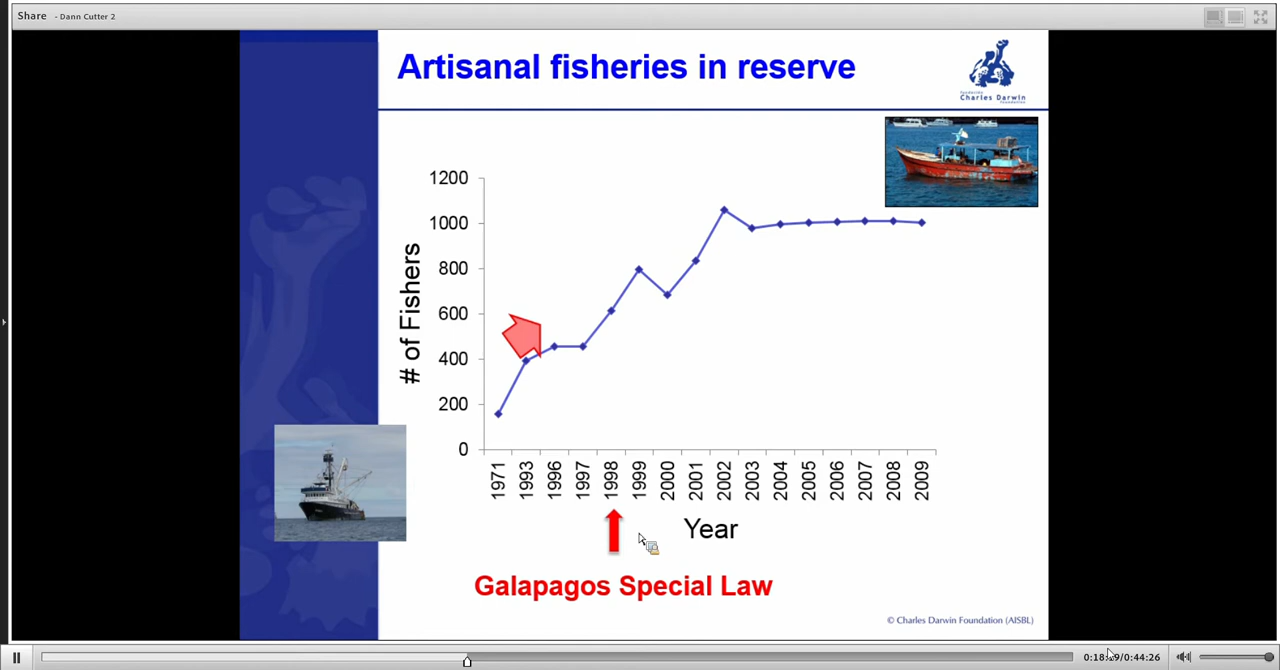 Share - Dann Cutter 2
Artisanal fisheries in reserve
fundación
Charles Darwin
foundation
1200
1000
800
600
400
200
0
# of Fishers
1971 1993 1996 1997 1998 1999 2000 2001 2002 2003 2004 2005 2006 2007 2008 2009
Year
Galapagos Special Law
© Charles Darwin Foundation (AISBL)
/0:44:26